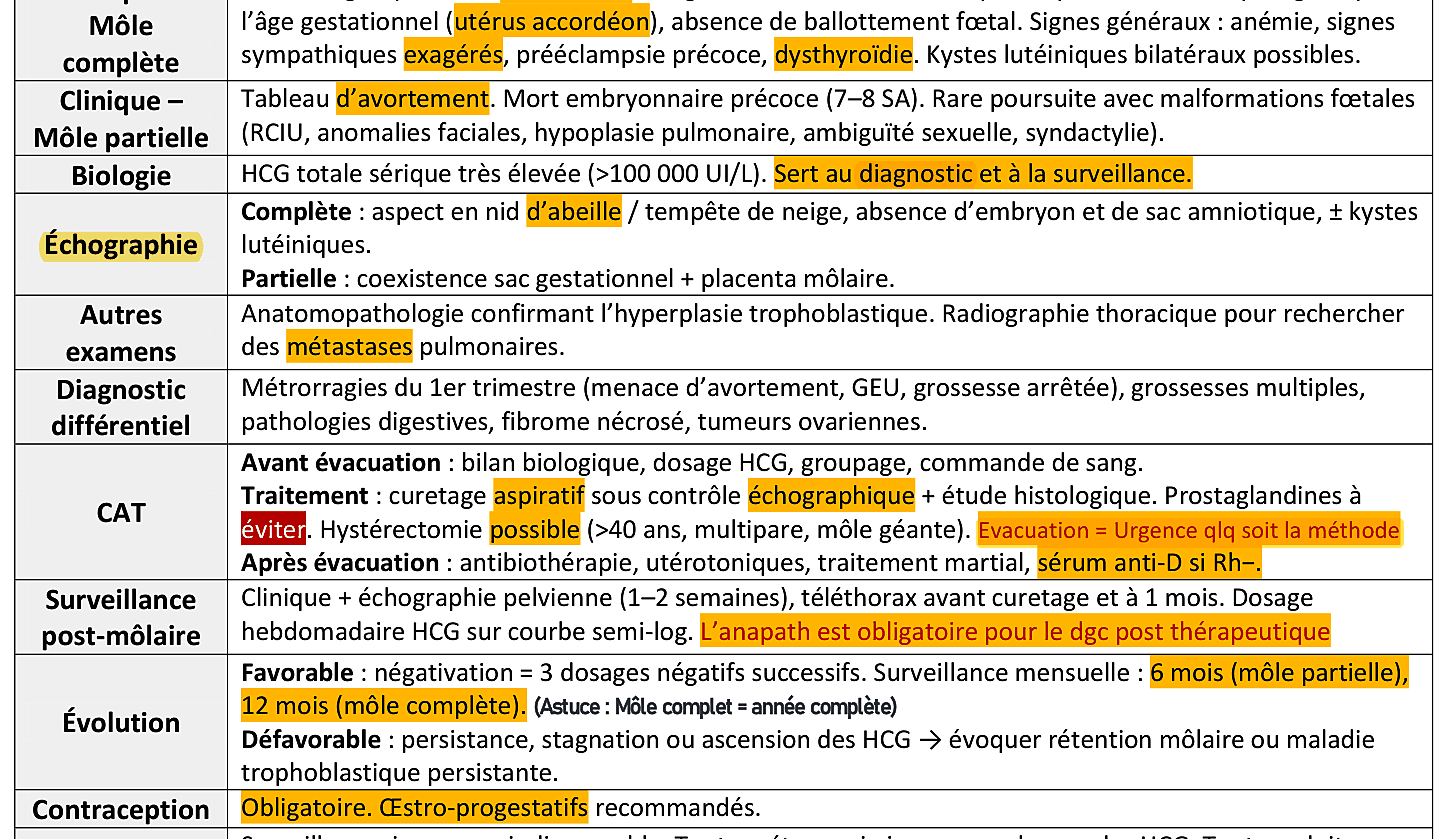 Môle
complète
l'âge gestationnel (utérus accordéon), absence de ballottement fœtal. Signes généraux : anémie, signes
sympathiques exagérés, prééclampsie précoce, dysthyroïdie. Kystes lutéiniques bilatéraux possibles.
Clinique –
Môle partielle
Tableau d'avortement. Mort embryonnaire précoce (7–8 SA). Rare poursuite avec malformations fœtales
(RCIU, anomalies faciales, hypoplasie pulmonaire, ambiguïté sexuelle, syndactylie).
Biologie
HCG totale sérique très élevée (>100 000 UI/L). Sert au diagnostic et à la surveillance.
Échographie
Complète : aspect en nid d'abeille / tempête de neige, absence d'embryon et de sac amniotique, ± kystes
lutéiniques.
Partielle : coexistence sac gestationnel + placenta môlaire.
Autres
examens
Anatomopathologie confirmant l'hyperplasie trophoblastique. Radiographie thoracique pour rechercher
des métastases pulmonaires.
Diagnostic
différentiel
Métrorragies du 1er trimestre (menace d'avortement, GEU, grossesse arrêtée), grossesses multiples,
pathologies digestives, fibrome nécrosé, tumeurs ovariennes.
CAT
Avant évacuation : bilan biologique, dosage HCG, groupage, commande de sang.
Traitement : curetage aspiratif sous contrôle échographique + étude histologique. Prostaglandines à
éviter. Hystérectomie possible (>40 ans, multipare, môle géante). Evacuation = Urgence qlq soit la méthode
Après évacuation : antibiothérapie, utérotoniques, traitement martial, sérum anti-D si Rh−.
Surveillance
post-môlaire
Clinique + échographie pelvienne (1–2 semaines), téléthorax avant curetage et à 1 mois. Dosage
hebdomadaire HCG sur courbe semi-log. L'anapath est obligatoire pour le dgc post thérapeutique
Évolution
Favorable : négativation = 3 dosages négatifs successifs. Surveillance mensuelle : 6 mois (môle partielle),
12 mois (môle complète). (Astuce : Môle complet = année complète)
Défavorable : persistance, stagnation ou ascension des HCG → évoquer rétention môlaire ou maladie
trophoblastique persistante.
Contraception
Obligatoire. Œstro-progestatifs recommandés.